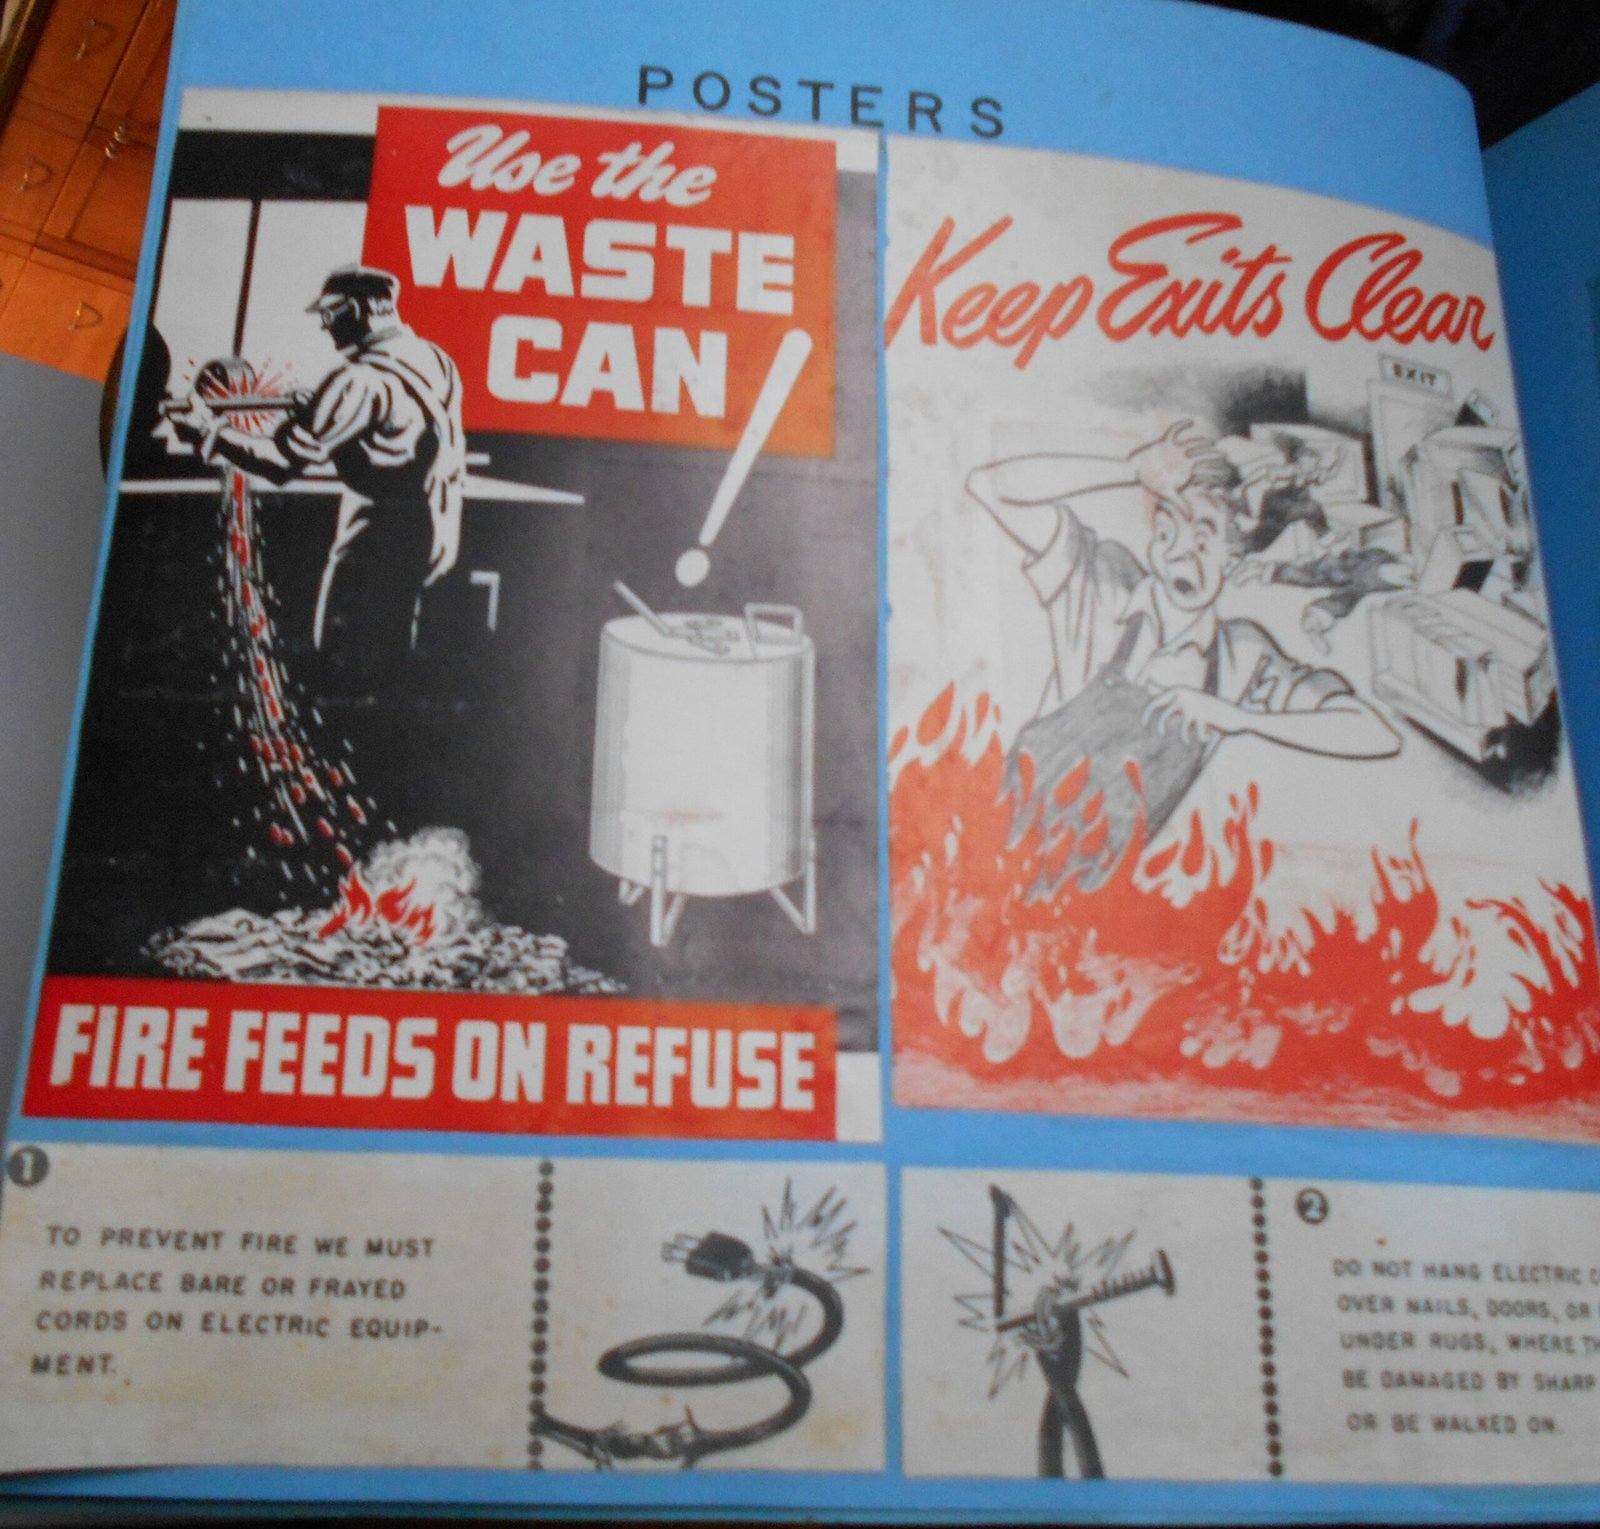 POSTERS
Use the
WASTE
CAN!
FIRE FEEDS ON REFUSE
Keep Exits Clear
EXIT
1
TO PREVENT FIRE WE MUST
REPLACE BARE OR FRAYED
CORDS ON ELECTRIC EQUIP-
MENT.
2
DO NOT HANG ELECTRIC
OVER NAILS, DOORS, OR
UNDER RUGS, WHERE
BE DAMAGED BY SHARP
OR BE WALKED ON.